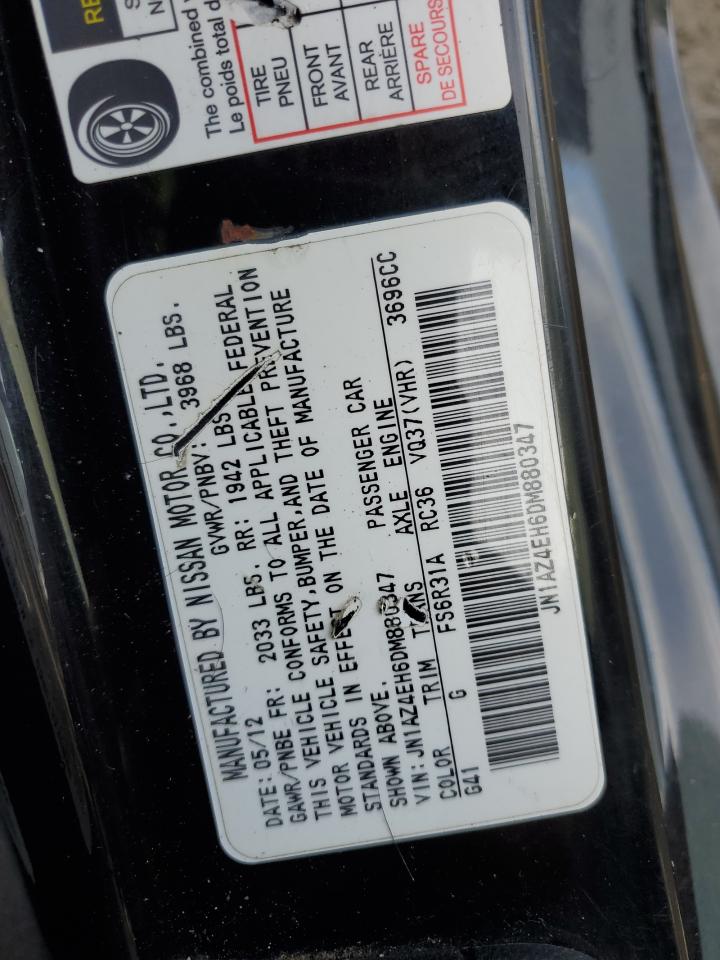 RE
S
N
The combined
Le poids total d
TIRE
PNEU
FRONT
AVANT
REAR
ARRIÈRE
SPARE
DE SECOURS
MANUFACTURED BY NISSAN MOTOR CO.,LTD.
DATE: 05/12 GVWR/PNBV: 3968 LBS.
GAWR/PNBE FR: 2033 LBS. RR: 1942 LBS
THIS VEHICLE CONFORMS TO ALL APPLICABLE FEDERAL
MOTOR VEHICLE SAFETY,BUMPER,AND THEFT PREVENTION
STANDARDS IN EFFECT ON THE DATE OF MANUFACTURE
SHOWN ABOVE.
VIN:JN1AZ4EH6DM880347 PASSENGER CAR
COLOR TRIM TRANS AXLE ENGINE
G41 G FS6R31A RC36 VQ37(VHR) 3696CC
JN1AZ4EH6DM880347